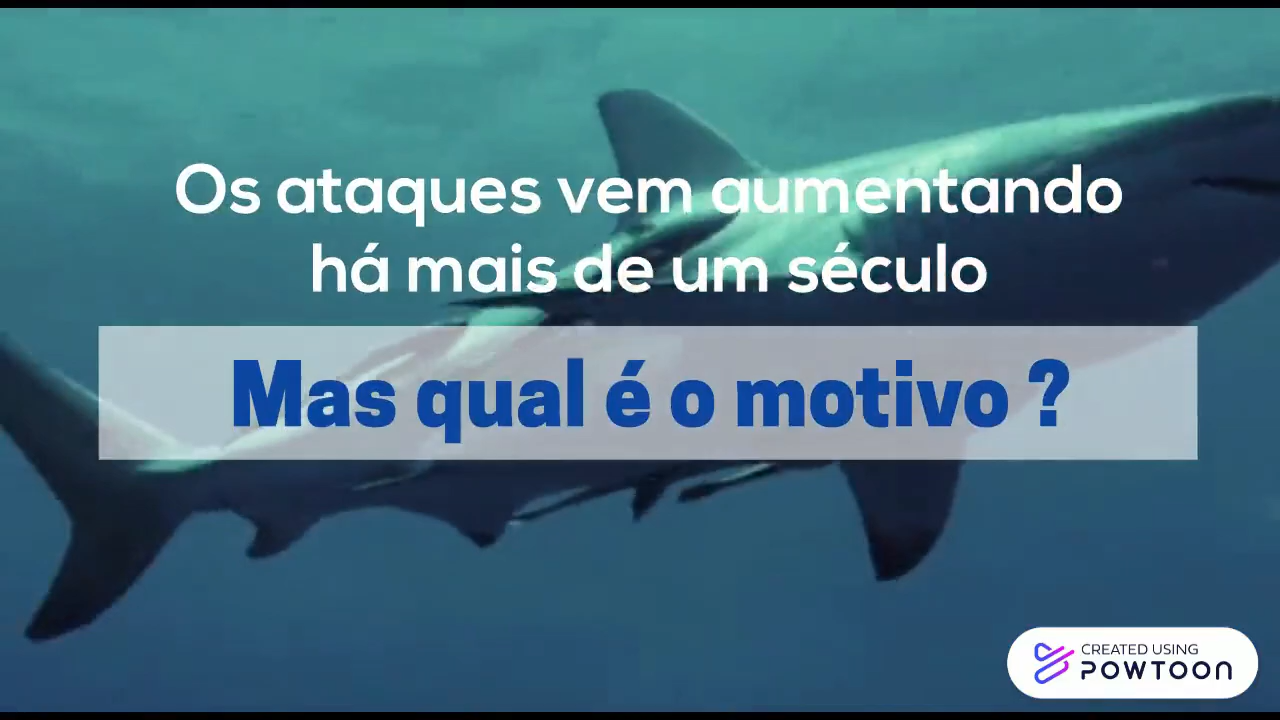 Os ataques vem aumentando
há mais de um século
Mas qual é o motivo ?
CREATED USING
POWTOON